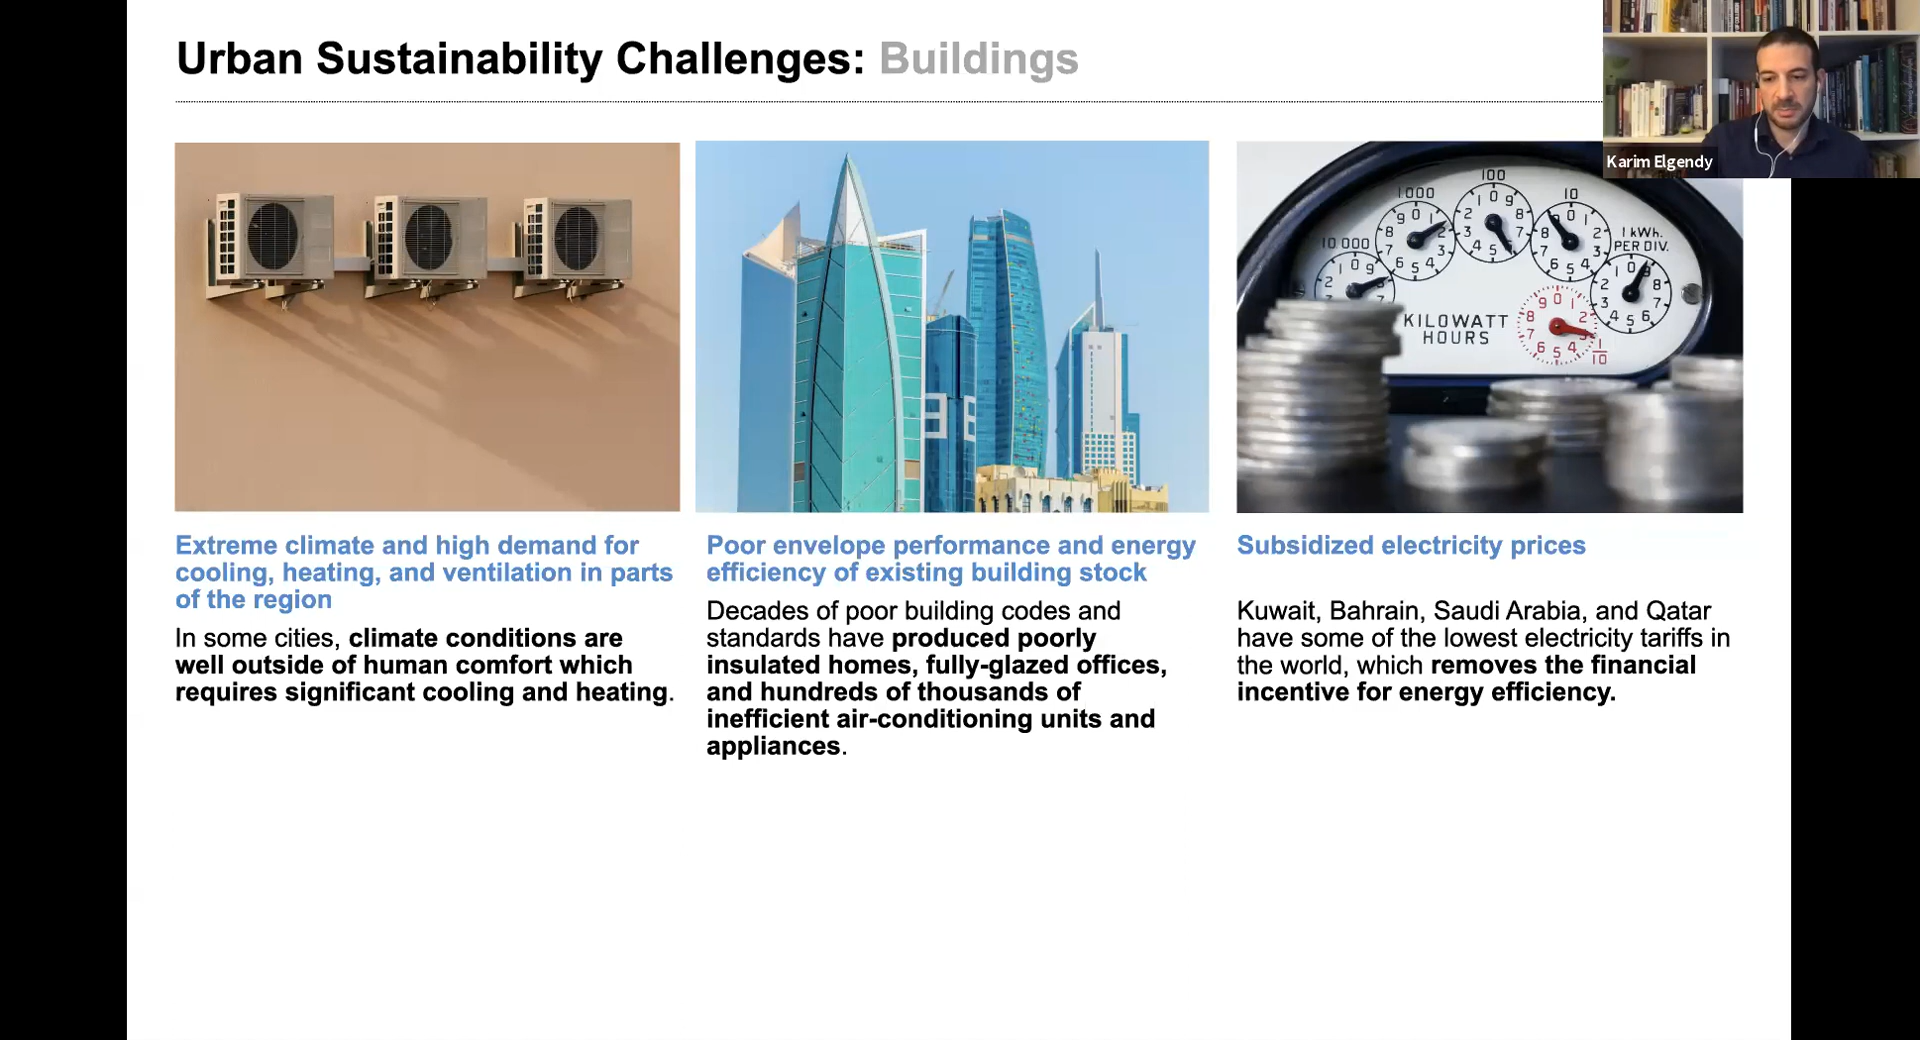 Urban Sustainability Challenges: Buildings
Karim Elgendy
10 000
1000
100
10
1 kWh.
PER DIV.
KILOWATT
HOURS
1
10
Extreme climate and high demand for
cooling, heating, and ventilation in parts
of the region
In some cities, climate conditions are
well outside of human comfort which
requires significant cooling and heating.
Poor envelope performance and energy
efficiency of existing building stock
Decades of poor building codes and
standards have produced poorly
insulated homes, fully-glazed offices,
and hundreds of thousands of
inefficient air-conditioning units and
appliances.
Subsidized electricity prices
Kuwait, Bahrain, Saudi Arabia, and Qatar
have some of the lowest electricity tariffs in
the world, which removes the financial
incentive for energy efficiency.